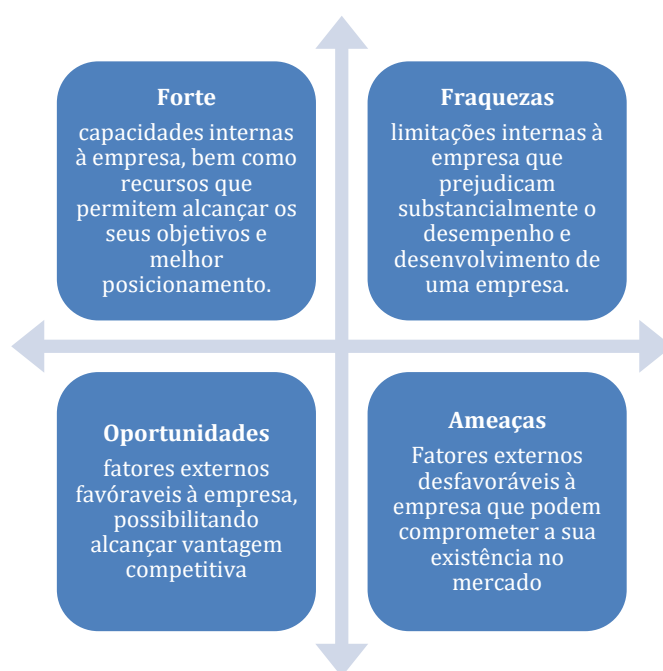 Forte
capacidades internas
à empresa, bem como
recursos que
permitem alcançar os
seus objetivos e
melhor
posicionamento.
Fraquezas
limitações internas à
empresa que
prejudicam
substancialmente o
desempenho e
desenvolvimento de
uma empresa.
Oportunidades
fatores externos
favóraveis à empresa,
possibilitando
alcançar vantagem
competitiva
Ameaças
Fatores externos
desfavoráveis à
empresa que podem
comprometer a sua
existência no
mercado